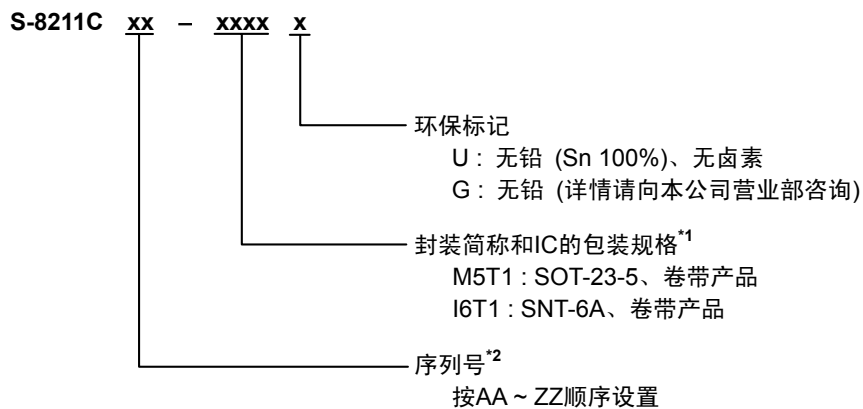 S-8211C xx – xxxx x
环保标记
U : 无铅 (Sn 100%)、无卤素
G : 无铅 (详情请向本公司营业部咨询)
封装简称和IC的包装规格*1
M5T1 : SOT-23-5、卷带产品
I6T1 : SNT-6A、卷带产品
序列号*2
按AA ~ ZZ顺序设置